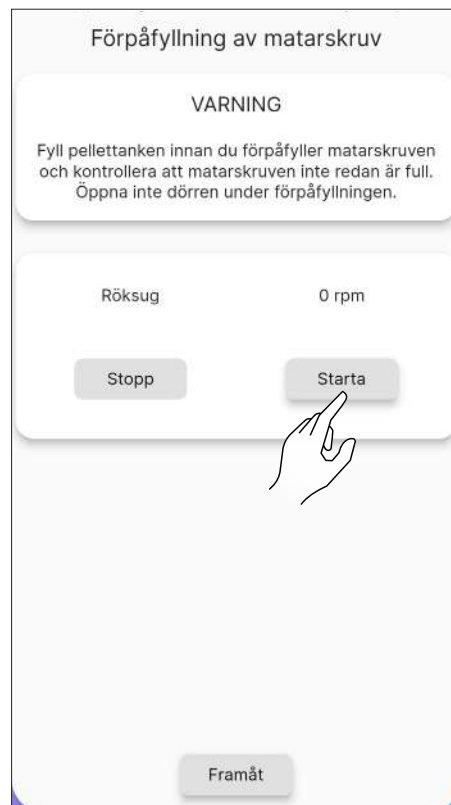 Förpåfyllning av matarskruv
VARNING
Fyll pellettanken innan du förpåfyller matarskruven
och kontrollera att matarskruven inte redan är full.
Öppna inte dörren under förpåfyllningen.
Röksug 0 rpm
Stopp Starta
Framåt